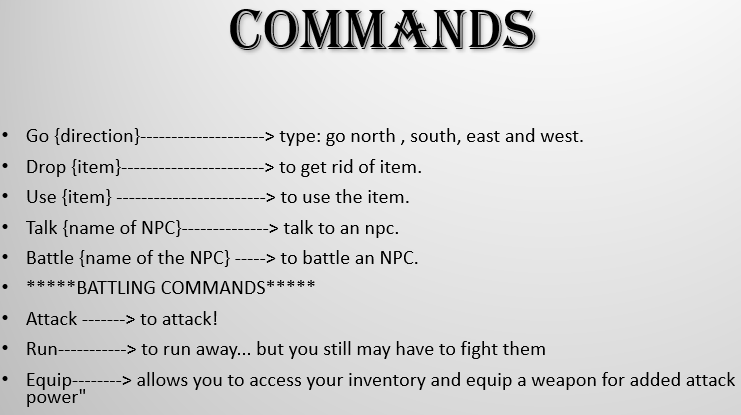 COMMANDS
• Go {direction}--------------------> type: go north , south, east and west.
• Drop {item}-----------------------> to get rid of item.
• Use {item} ------------------------> to use the item.
• Talk {name of NPC}--------------> talk to an npc.
• Battle {name of the NPC} -----> to battle an NPC.
• *****BATTLING COMMANDS*****
• Attack -------> to attack!
• Run-----------> to run away... but you still may have to fight them
• Equip--------> allows you to access your inventory and equip a weapon for added attack
power"